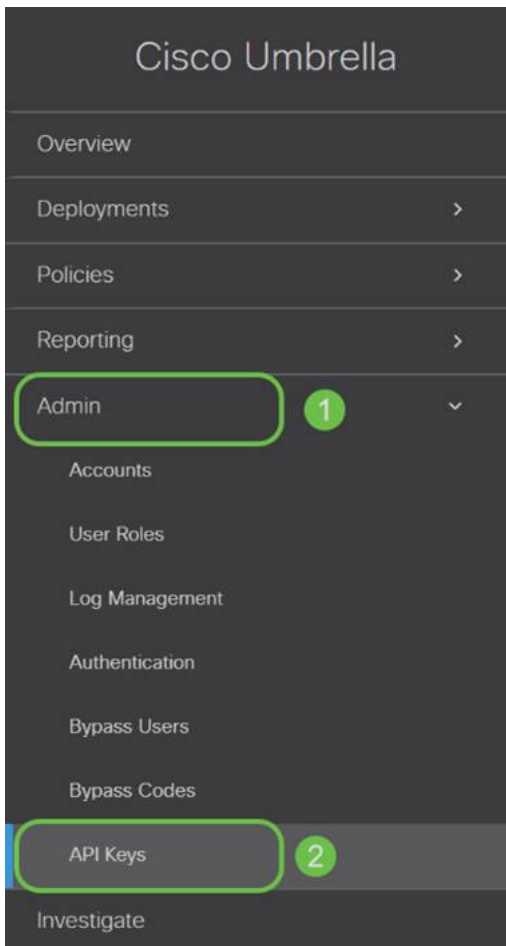 Cisco Umbrella
Overview
Deployments
Policies
Reporting
Admin 1
Accounts
User Roles
Log Management
Authentication
Bypass Users
Bypass Codes
API Keys 2
Investigate